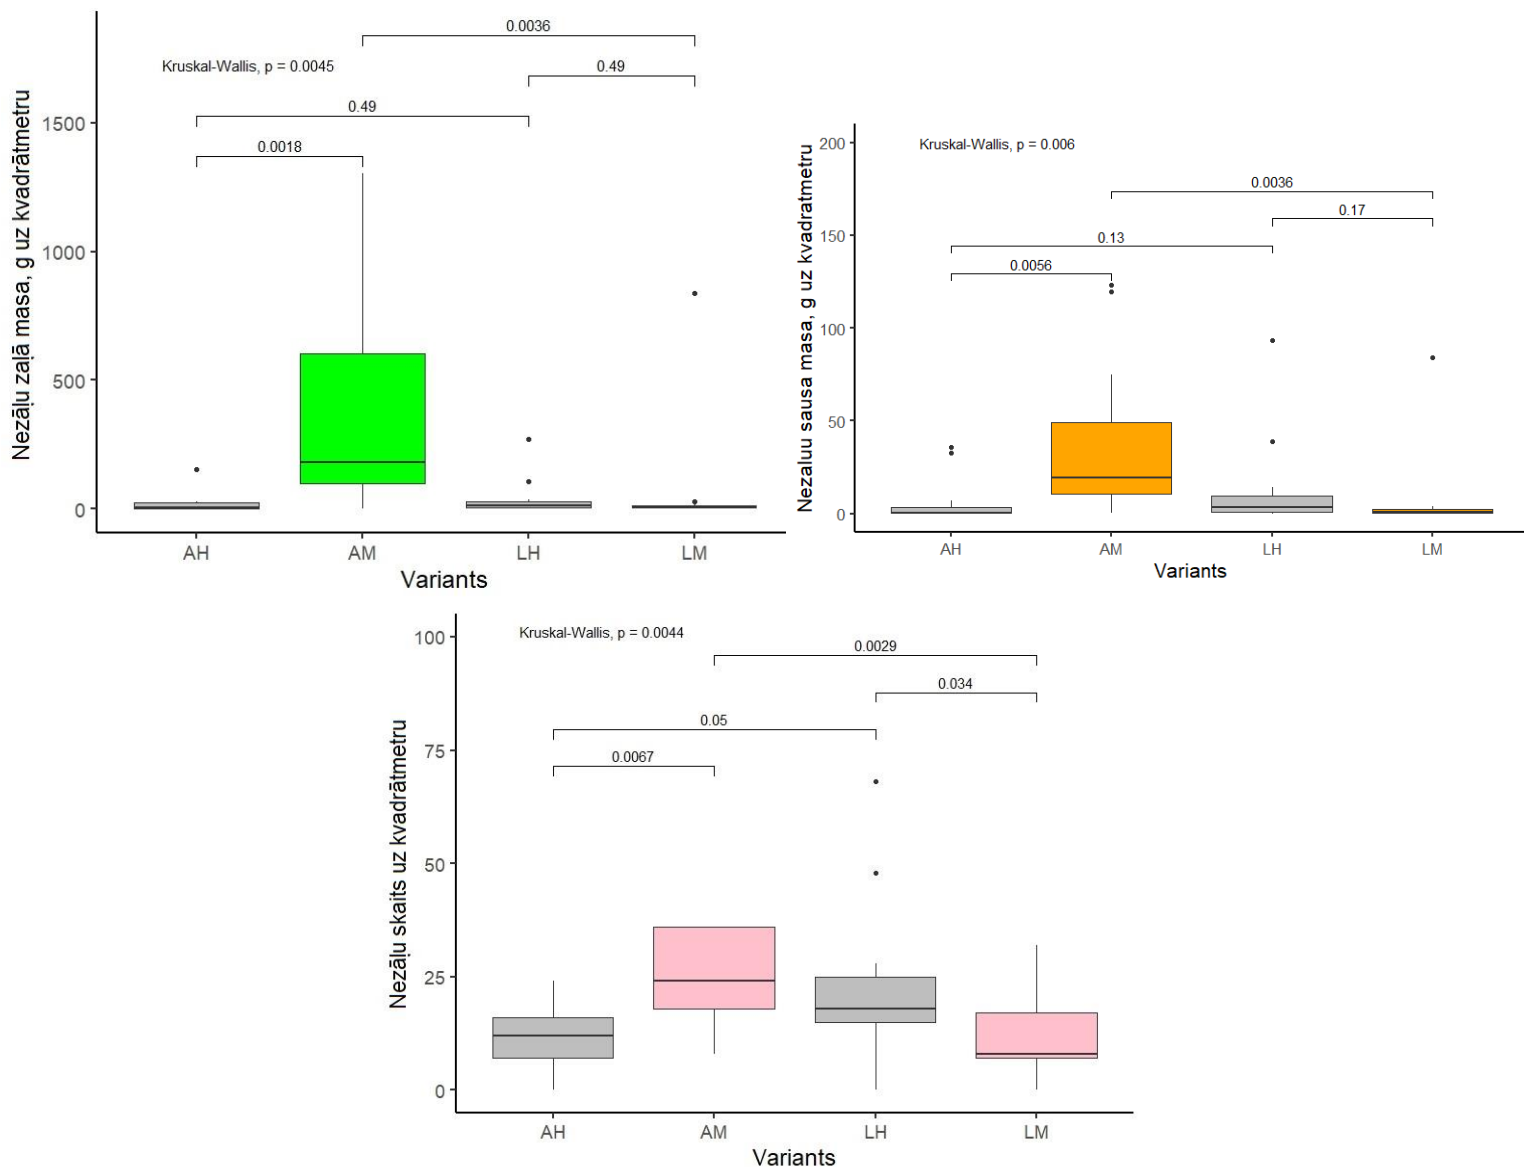 Nezāļu zaļā masa, g uz kvadrātmetru
1500
1000
500
0
Kruskal-Wallis, p = 0.0045
0.0036
0.49
0.49
0.0018
AH
AM
LH
LM
Variants
Nezaluu sausa masa, g uz kvadratmetru
200
150
100
50
0
Kruskal-Wallis, p = 0.006
0.0036
0.17
0.13
0.0056
AH
AM
LH
LM
Variants
Nezāļu skaits uz kvadrātmetru
100
75
50
25
0
Kruskal-Wallis, p = 0.0044
0.0029
0.034
0.05
0.0067
AH
AM
LH
LM
Variants